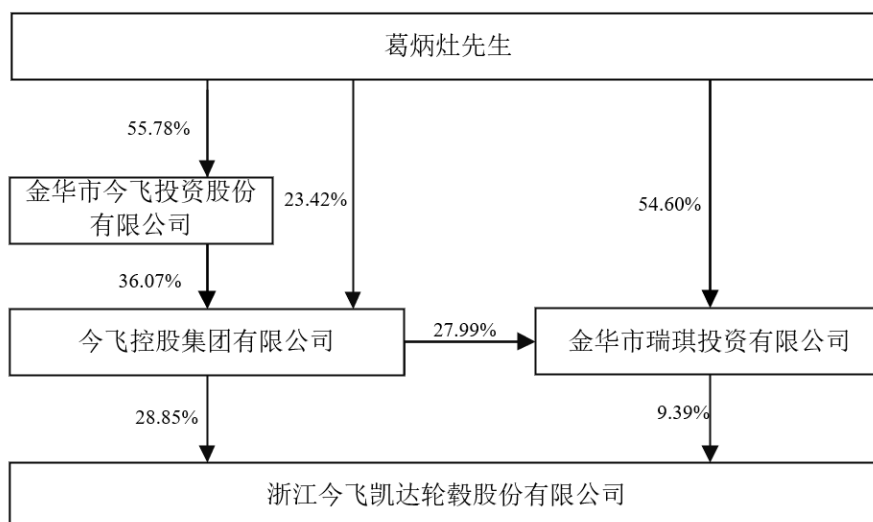 葛炳灶先生
55.78%
金华市今飞投资股份
有限公司
23.42%
54.60%
36.07%
今飞控股集团有限公司
27.99%
金华市瑞琪投资有限公司
28.85%
9.39%
浙江今飞凯达轮毂股份有限公司